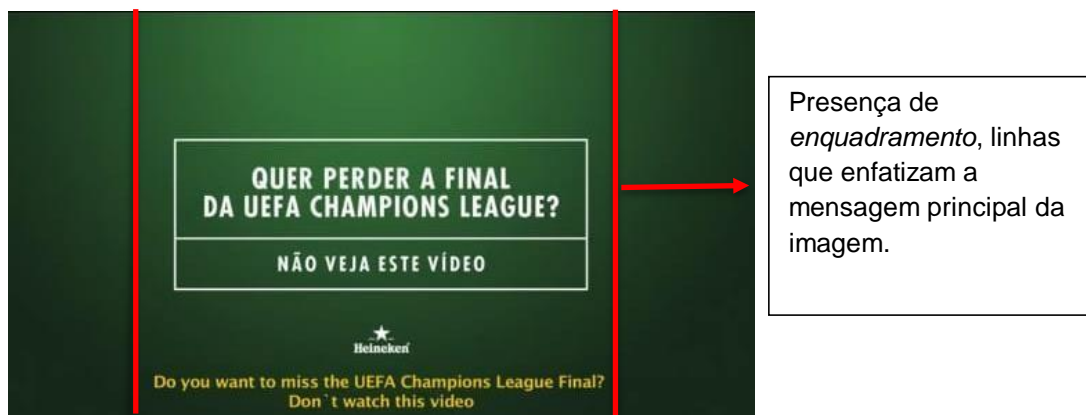 QUER PERDER A FINAL
DA UEFA CHAMPIONS LEAGUE?
NÃO VEJA ESTE VÍDEO
Heineken
Do you want to miss the UEFA Champions League Final?
Don`t watch this video
Presença de
enquadramento, linhas
que enfatizam a
mensagem principal da
imagem.